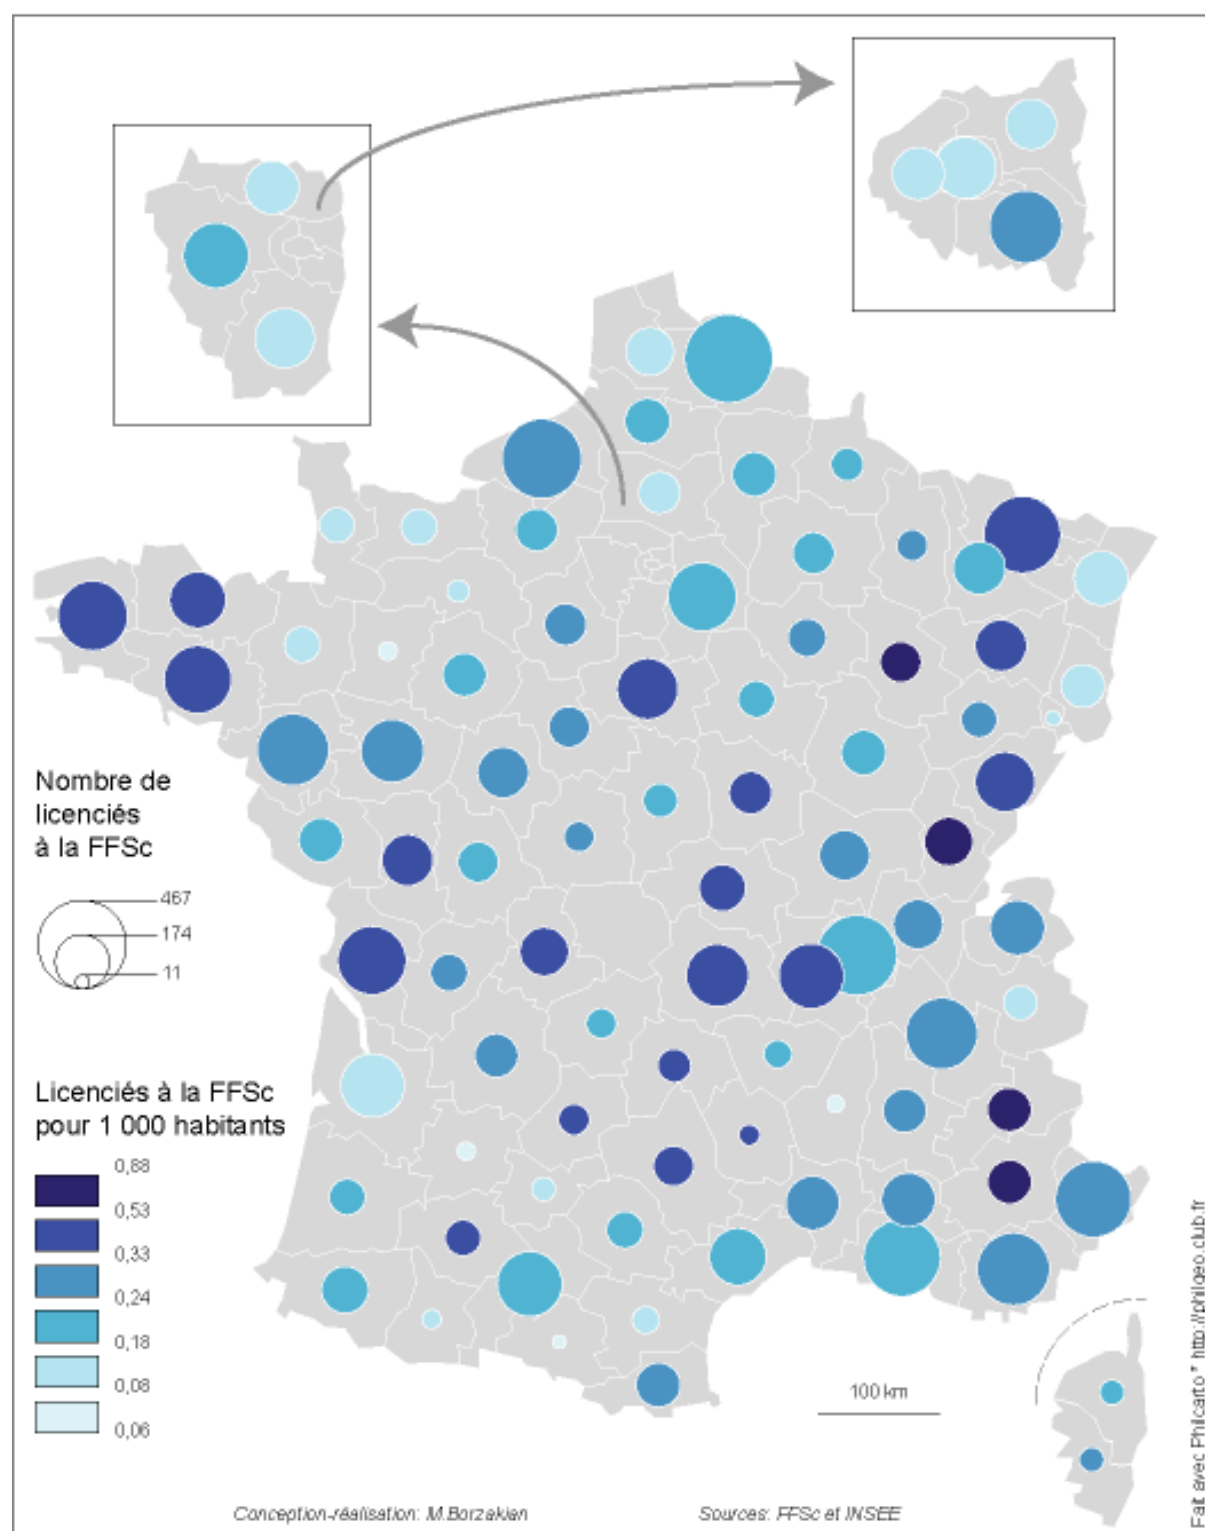 Nombre de
licenciés
à la FFSc
467
174
11
Licenciés à la FFSc
pour 1 000 habitants
0,88
0,53
0,33
0,24
0,18
0,08
0,06
100 km
Conception-réalisation: M.Borzakian
Sources: FFSc et INSEE
Fait avec Philcarto * http://philgeo.club.fr